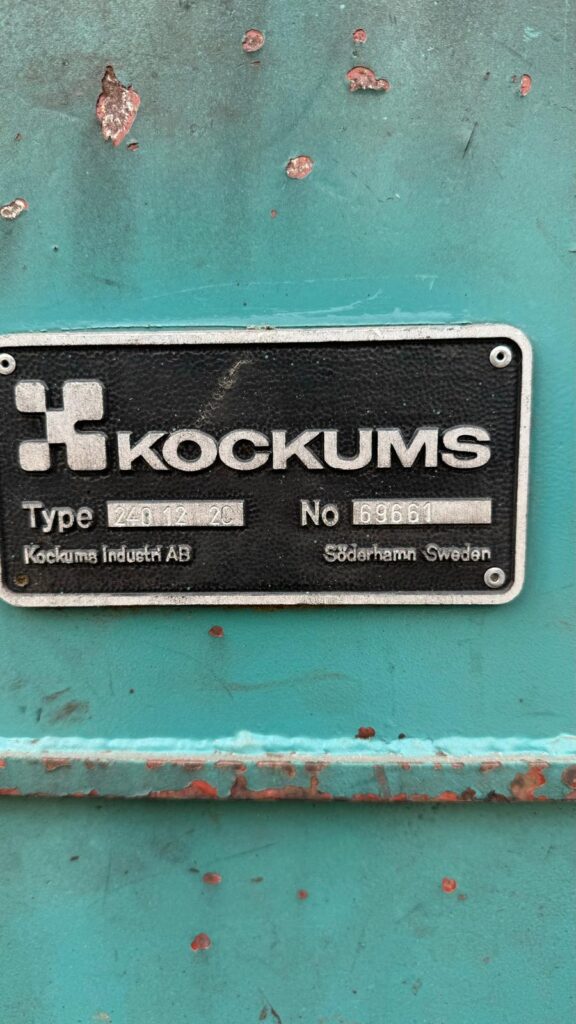 KOCKUMS
Type 240 12 20 No 69661
Kockums Industri AB Söderhamn Sweden